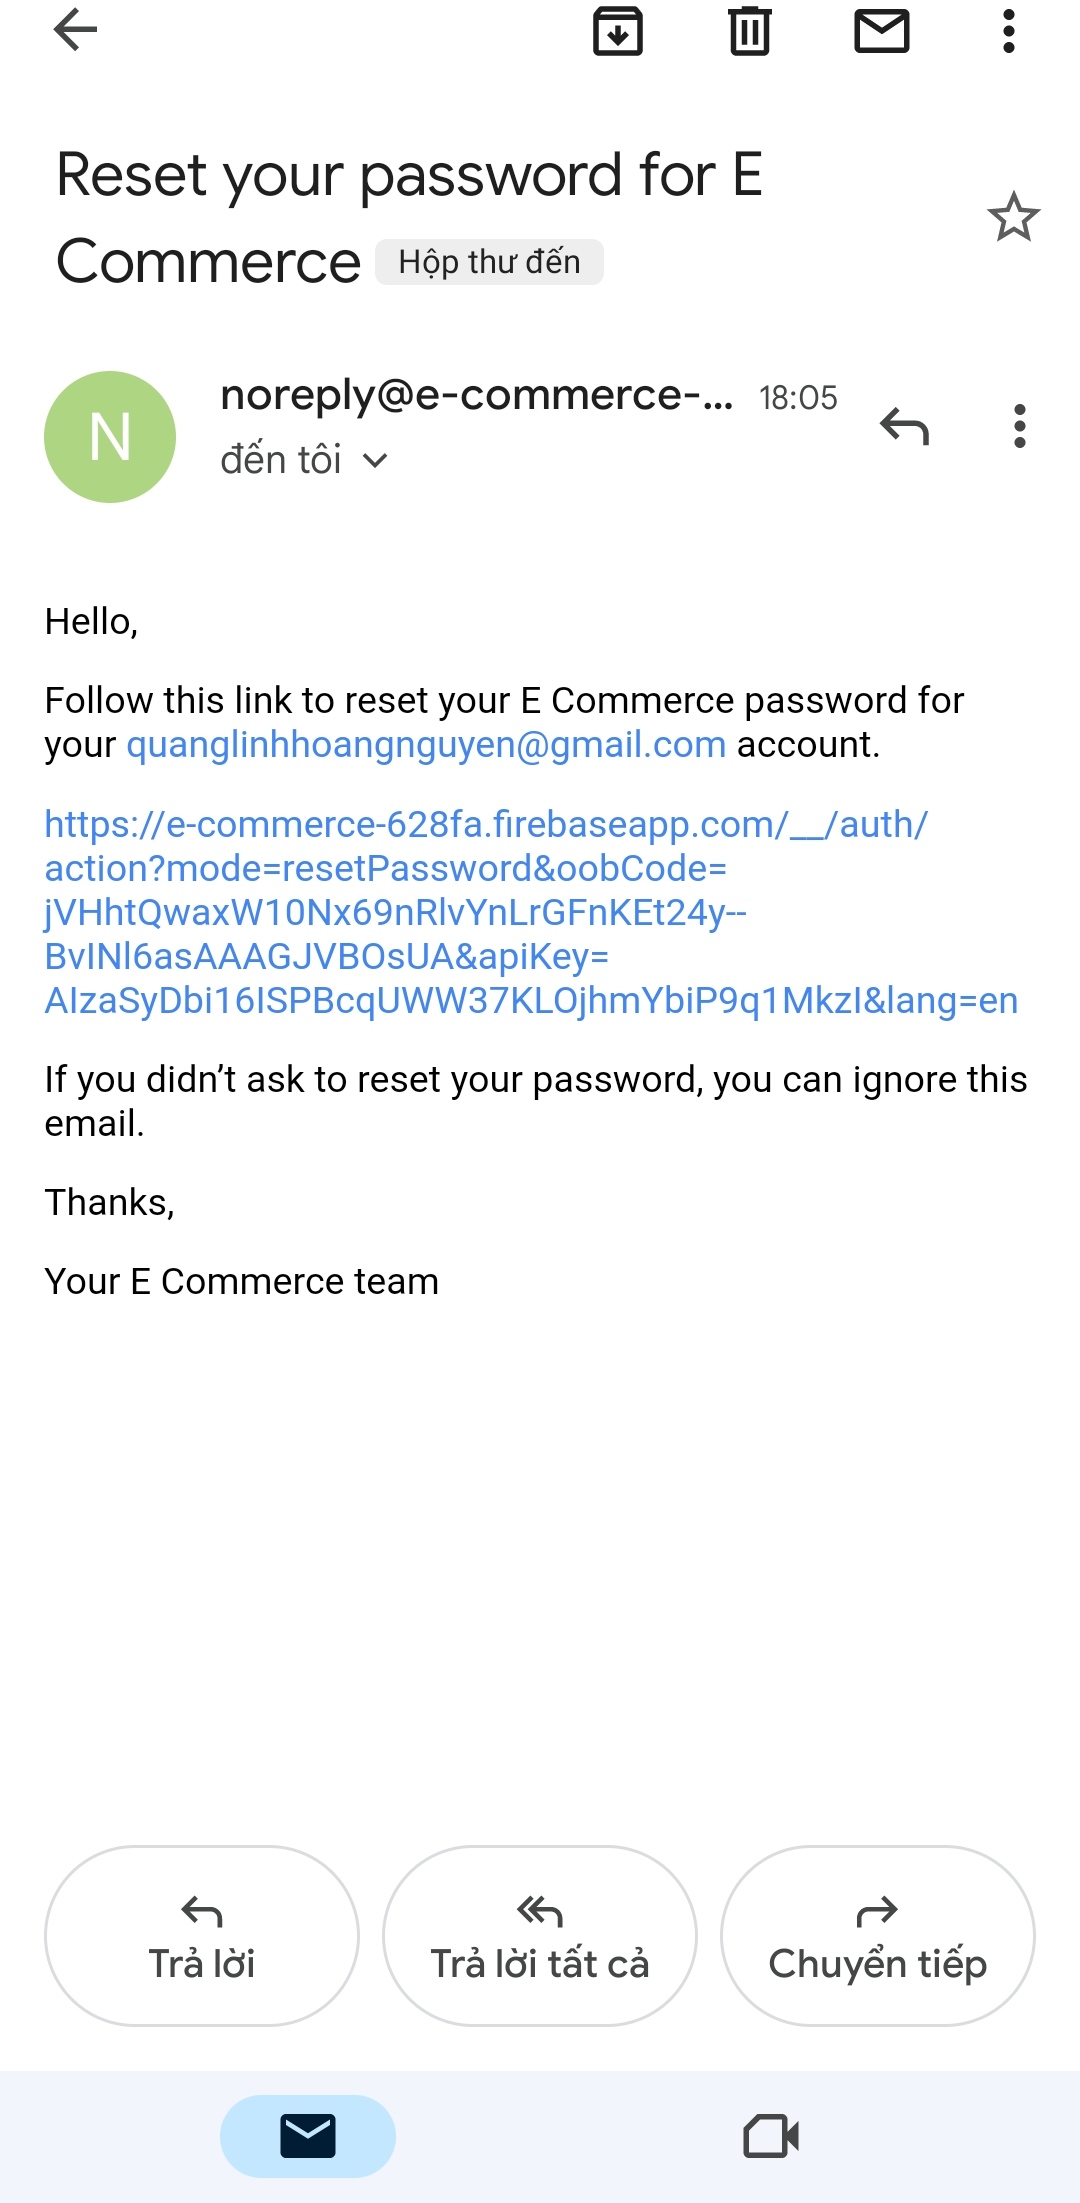 Reset your password for E
Commerce Hộp thư đến
N
noreply@e-commerce-... 18:05
đến tôi
Hello,
Follow this link to reset your E Commerce password for
your quanglinhhoangnguyen@gmail.com account.
https://e-commerce-628fa.firebaseapp.com/__/auth/
action?mode=resetPassword&oobCode=
jVHhtQwaxW10Nx69nRlvYnLrGFnKEt24y--
BvINl6asAAAGJVBOsUA&apiKey=
AIzaSyDbi16ISPBcqUWW37KLOjhmYbiP9q1MkzI&lang=en
If you didn’t ask to reset your password, you can ignore this
email.
Thanks,
Your E Commerce team
Trả lời
Trả lời tất cả
Chuyển tiếp